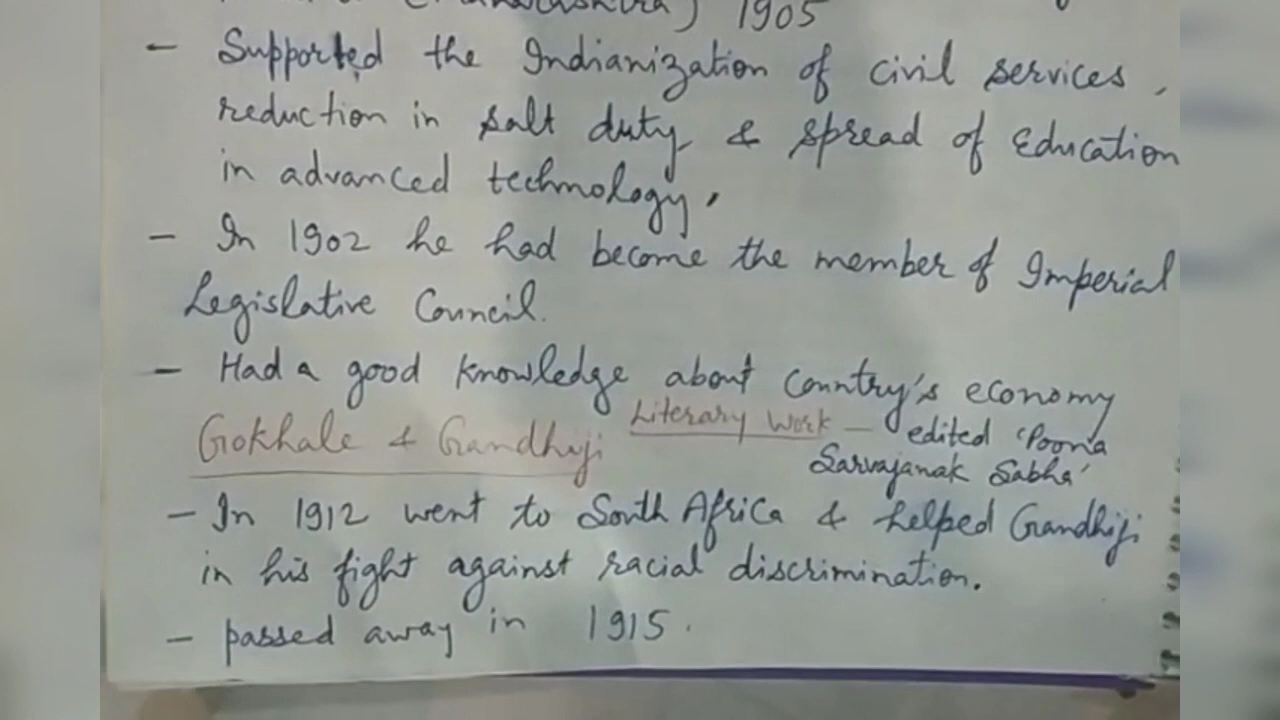 (Maharashtra) 1905
- Supported the Indianization of civil services,
reduction in salt duty & spread of Education
in advanced technology.
- In 1902 he had become the member of Imperial
Legislative Council.
- Had a good knowledge about country's economy
Gokhale & Gandhiji Literary Work - edited 'Poona
Sarvajanak Sabha'
- In 1912 went to South Africa & helped Gandhiji
in his fight against racial discrimination.
- passed away in 1915.